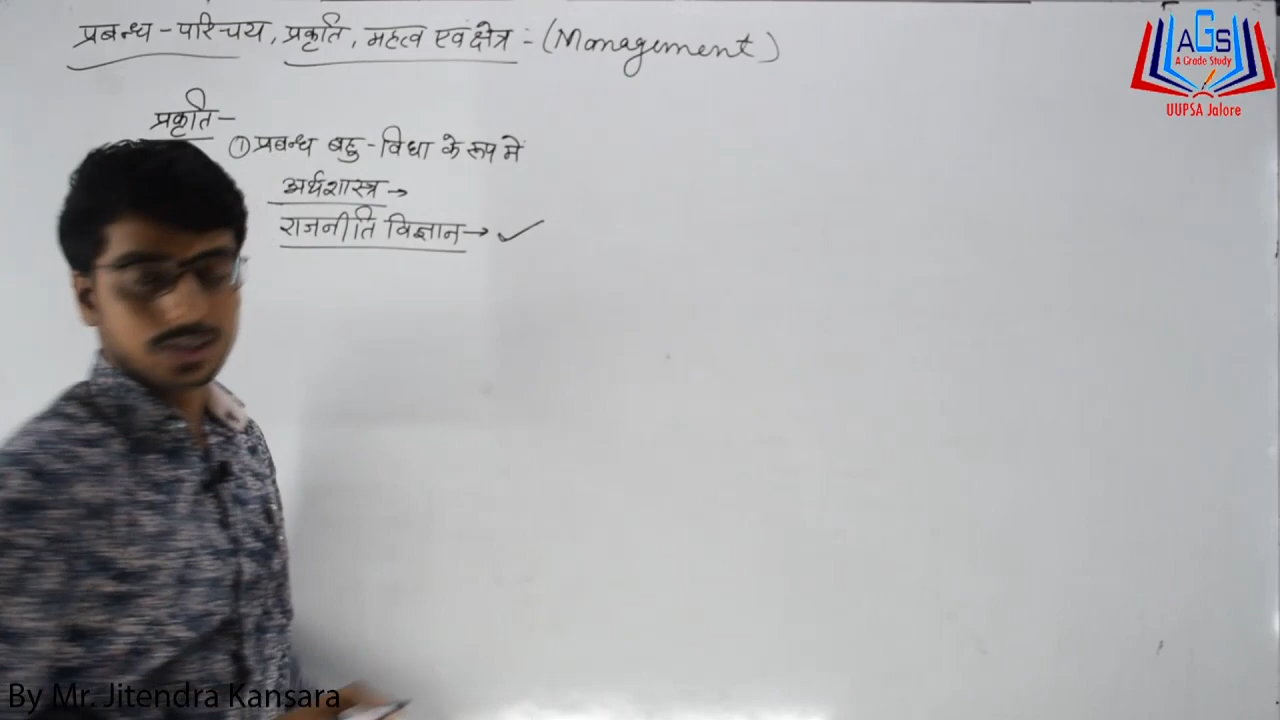 प्रबन्ध - परिचय, प्रकृति, महत्व एवं क्षेत्र :- (Management)
प्रकृति -
① प्रबन्ध बहु - विधा के रूप में
अर्थशास्त्र →
राजनीति विज्ञान → ✓
AGS
A Grade Study
UUPSA Jalore
By Mr. Jitendra Kansara